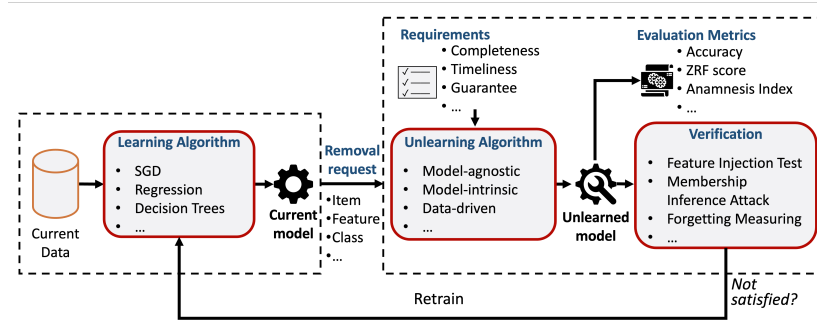 Requirements
• Completeness
• Timeliness
• Guarantee
• ...
Evaluation Metrics
• Accuracy
• ZRF score
• Anamnesis Index
• ...
Current
Data
Learning Algorithm
• SGD
• Regression
• Decision Trees
• ...
Current
model
Removal
request
•Item
•Feature
•Class
•...
Unlearning Algorithm
• Model-agnostic
• Model-intrinsic
• Data-driven
• ...
Unlearned
model
Verification
• Feature Injection Test
• Membership
Inference Attack
• Forgetting Measuring
• ...
Not
satisfied?
Retrain